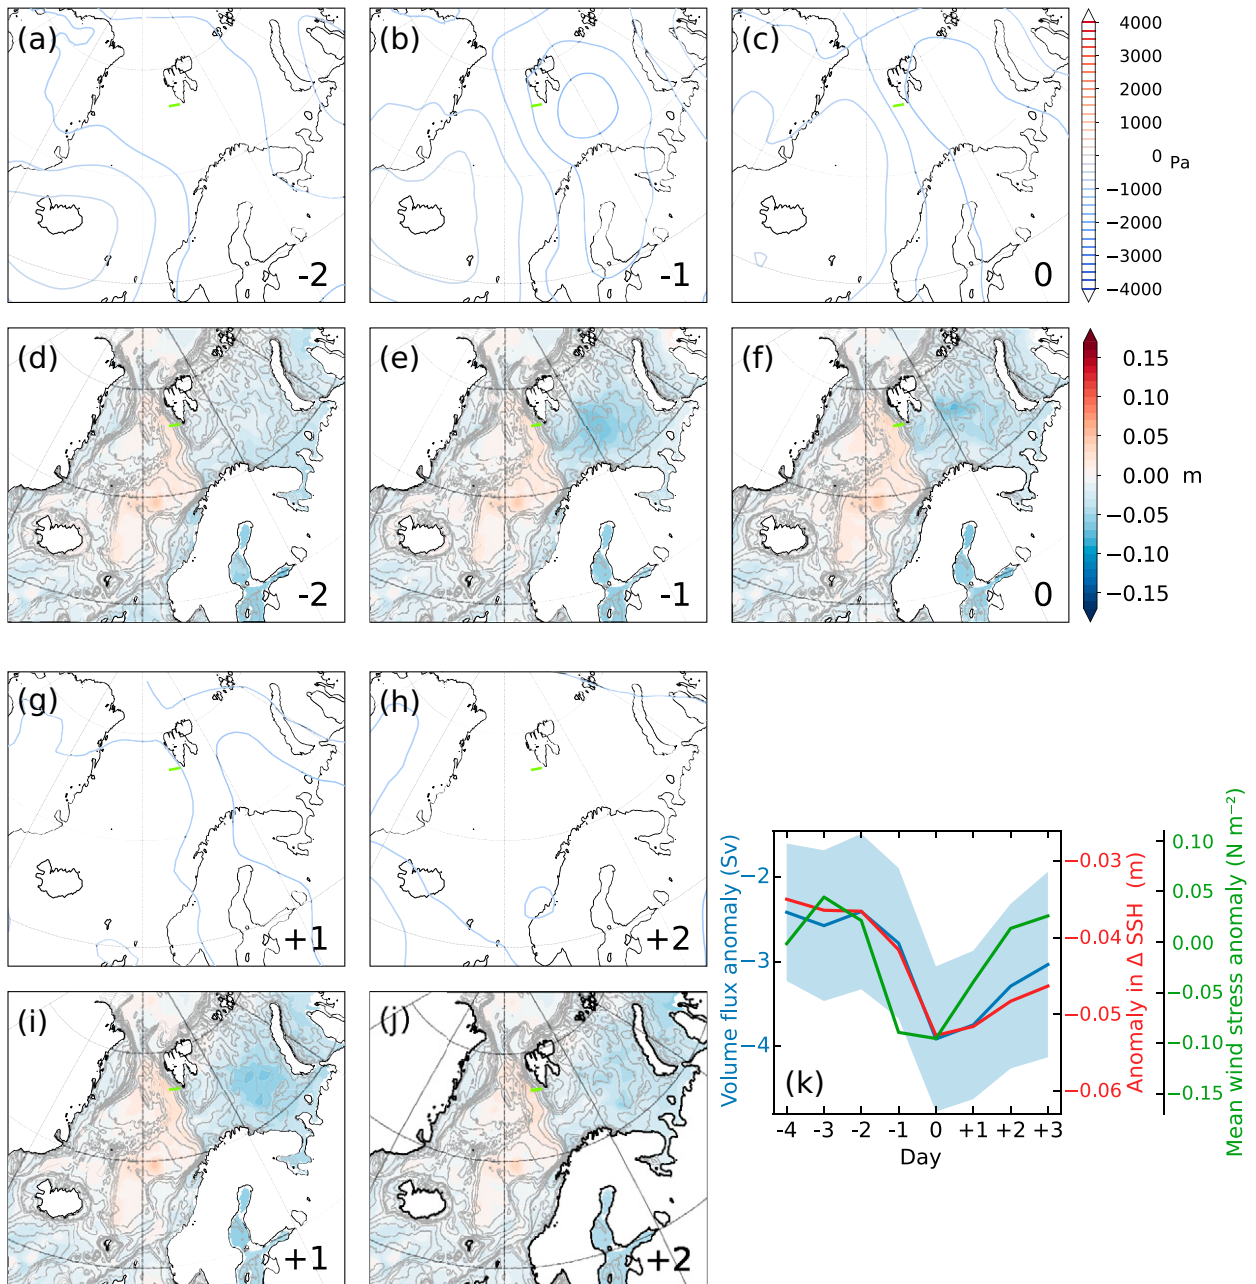 (a)
-2
(b)
-1
(c)
0
4000
3000
2000
1000
0
−1000
−2000
−3000
−4000
Pa
(d)
-2
(e)
-1
(f)
0
0.15
0.10
0.05
0.00
−0.05
−0.10
−0.15
m
(g)
+1
(h)
+2
(i)
+1
(j)
+2
Volume flux anomaly (Sv)
−2
−3
−4
(k)
-4 -3 -2 -1 0 +1 +2 +3
Day
−0.03
−0.04
−0.05
−0.06
Anomaly in Δ SSH (m)
0.10
0.05
0.00
−0.05
−0.10
−0.15
Mean wind stress anomaly (N m⁻²)